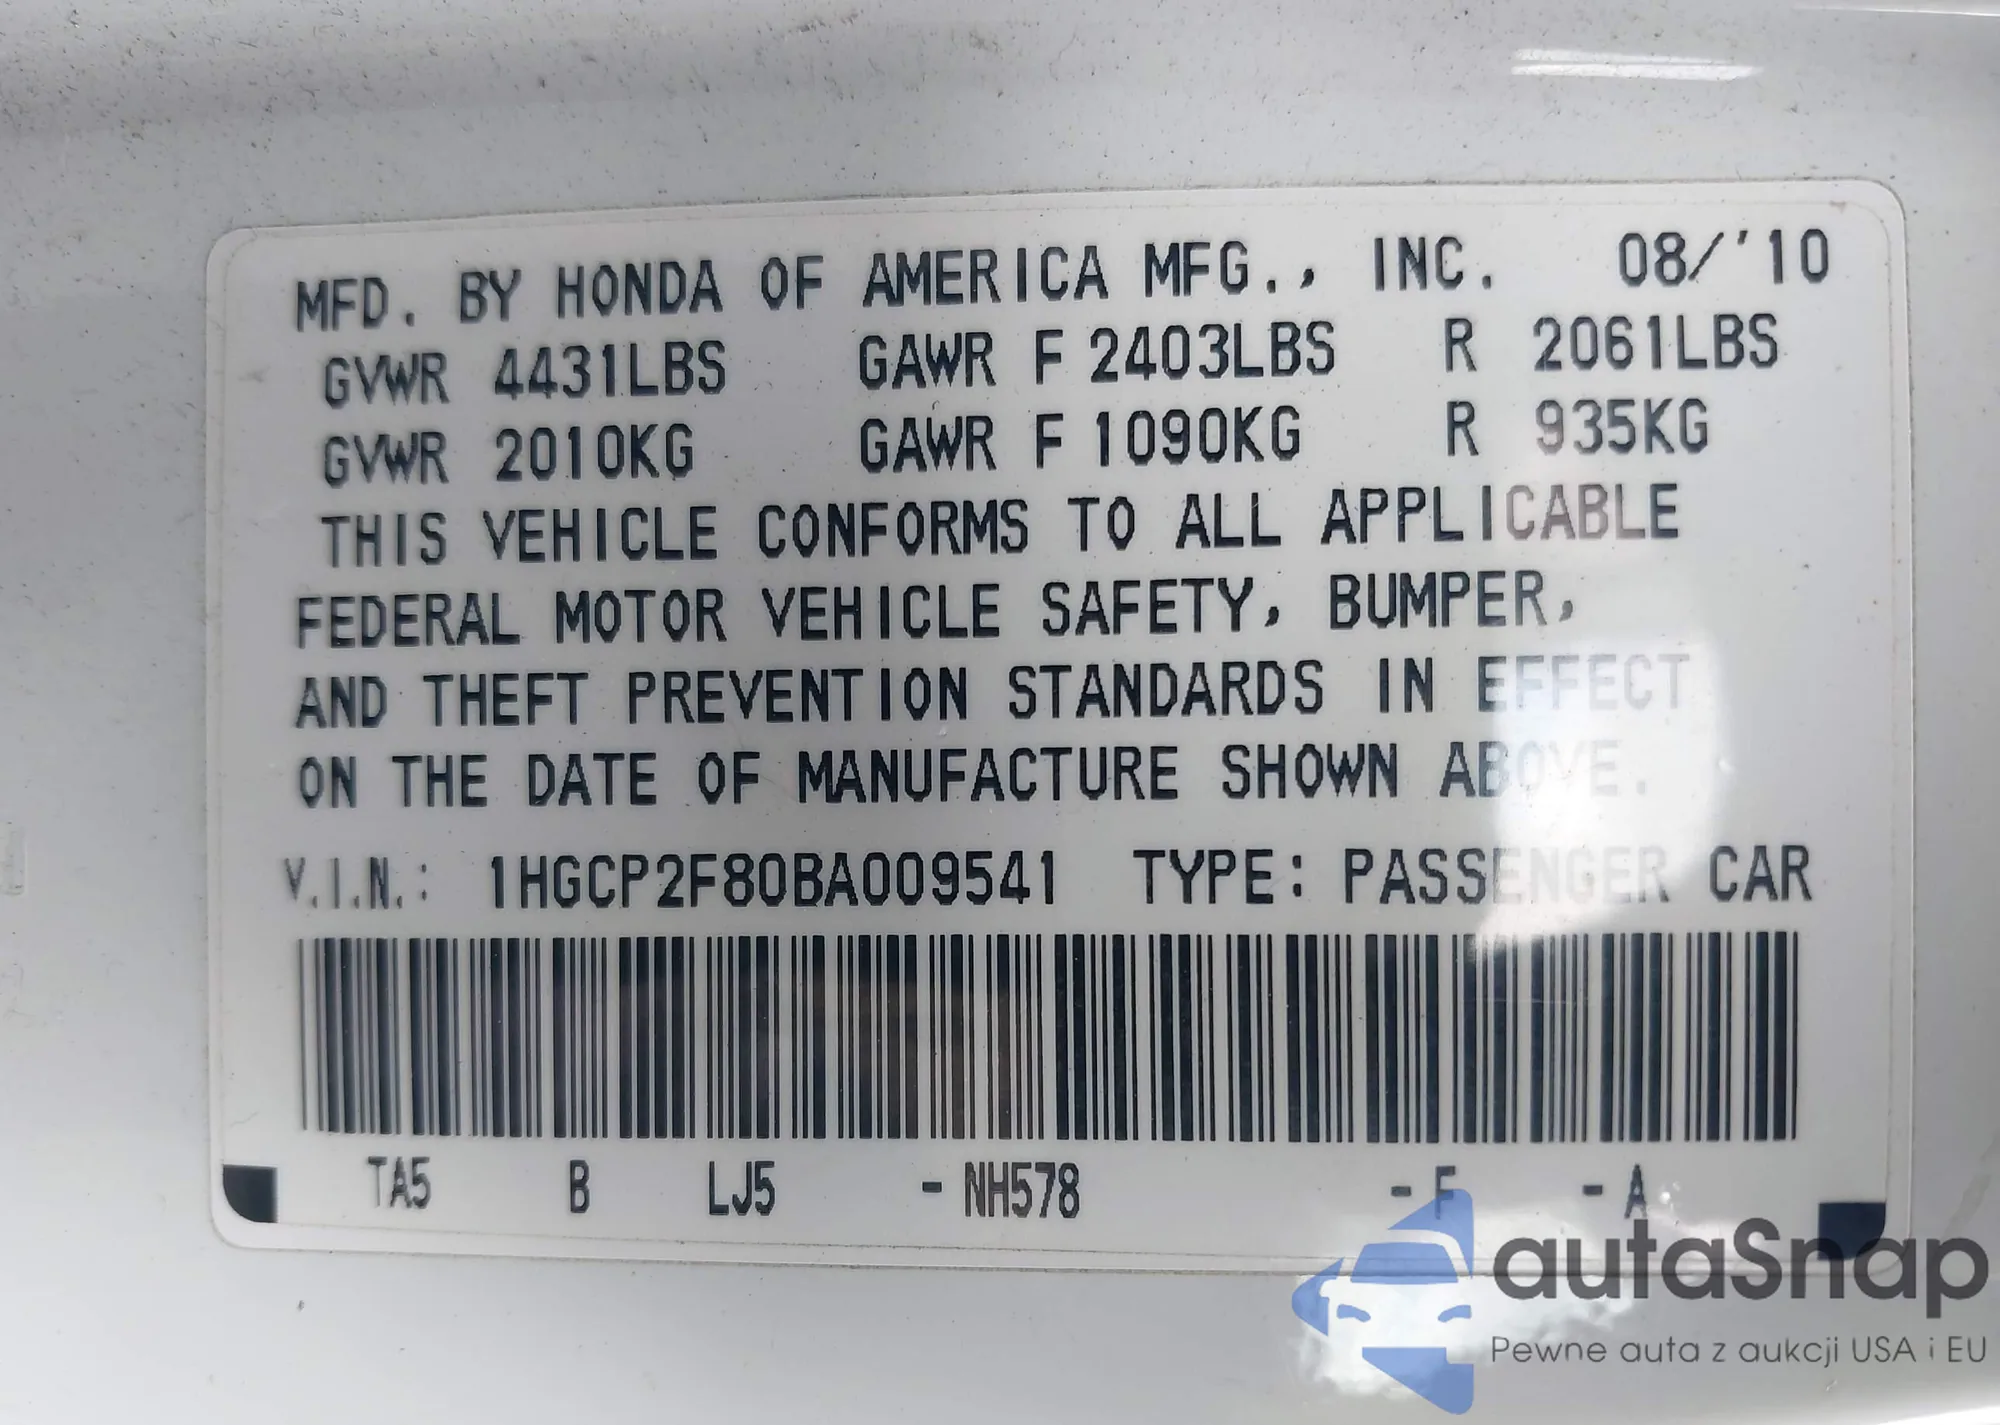 MFD. BY HONDA OF AMERICA MFG., INC. 08/'10
GVWR 4431LBS GAWR F 2403LBS R 2061LBS
GVWR 2010KG GAWR F 1090KG R 935KG
THIS VEHICLE CONFORMS TO ALL APPLICABLE
FEDERAL MOTOR VEHICLE SAFETY, BUMPER,
AND THEFT PREVENTION STANDARDS IN EFFECT
ON THE DATE OF MANUFACTURE SHOWN ABOVE.
V.I.N.: 1HGCP2F80BA009541 TYPE: PASSENGER CAR
TA5 B LJ5 - NH578 - F - A
autaSnap
Pewne auta z aukcji USA i EU